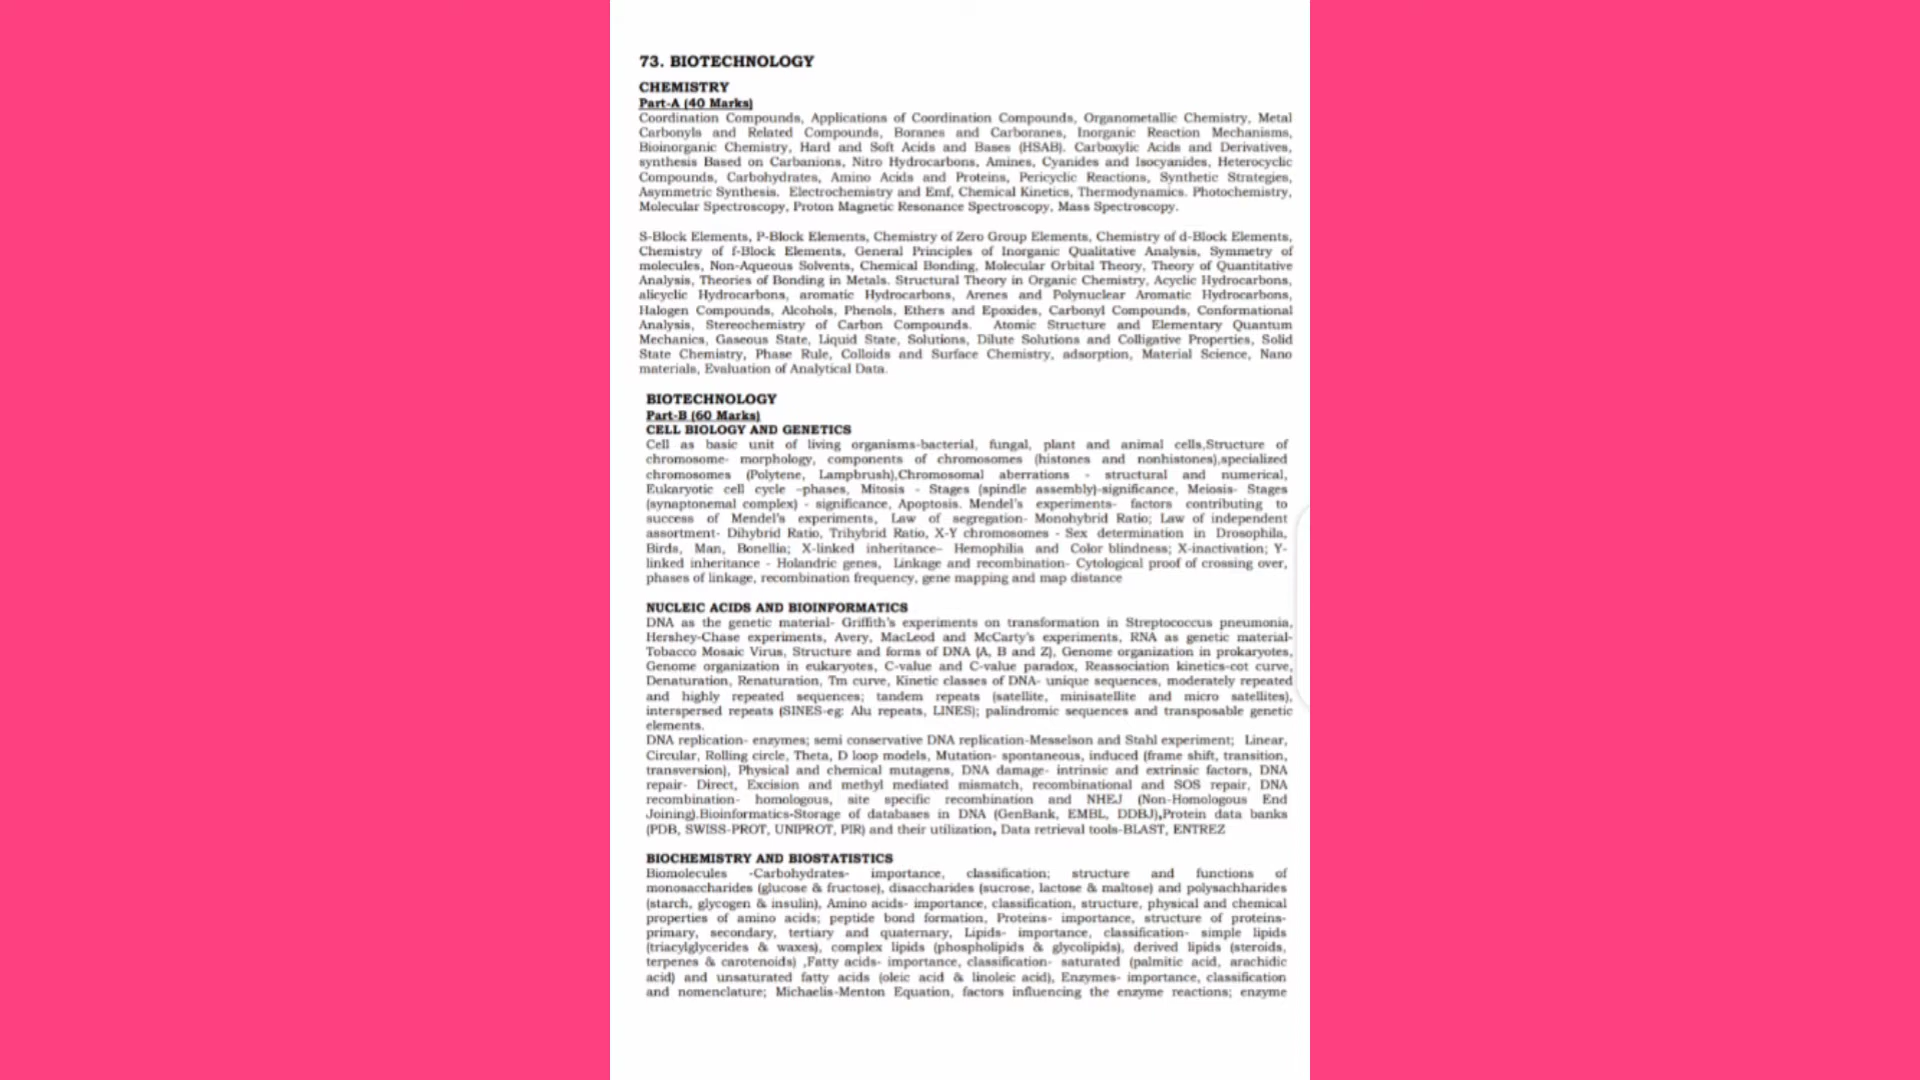 73. BIOTECHNOLOGY
CHEMISTRY
Part-A (40 Marks)
Coordination Compounds, Applications of Coordination Compounds, Organometallic Chemistry, Metal
Carbonyls and Related Compounds, Boranes and Carboranes, Inorganic Reaction Mechanisms,
Bioinorganic Chemistry, Hard and Soft Acids and Bases (HSAB). Carboxylic Acids and Derivatives,
synthesis Based on Carbanions, Nitro Hydrocarbons, Amines, Cyanides and Isocyanides, Heterocyclic
Compounds, Carbohydrates, Amino Acids and Proteins, Pericyclic Reactions, Synthetic Strategies,
Asymmetric Synthesis. Electrochemistry and Emf, Chemical Kinetics, Thermodynamics. Photochemistry,
Molecular Spectroscopy, Proton Magnetic Resonance Spectroscopy, Mass Spectroscopy.
S-Block Elements, P-Block Elements, Chemistry of Zero Group Elements, Chemistry of d-Block Elements,
Chemistry of f-Block Elements, General Principles of Inorganic Qualitative Analysis, Symmetry of
molecules, Non-Aqueous Solvents, Chemical Bonding, Molecular Orbital Theory, Theory of Quantitative
Analysis, Theories of Bonding in Metals. Structural Theory in Organic Chemistry, Acyclic Hydrocarbons,
alicyclic Hydrocarbons, aromatic Hydrocarbons, Arenes and Polynuclear Aromatic Hydrocarbons,
Halogen Compounds, Alcohols, Phenols, Ethers and Epoxides, Carbonyl Compounds, Conformational
Analysis, Stereochemistry of Carbon Compounds. Atomic Structure and Elementary Quantum
Mechanics, Gaseous State, Liquid State, Solutions, Dilute Solutions and Colligative Properties, Solid
State Chemistry, Phase Rule, Colloids and Surface Chemistry, adsorption, Material Science, Nano
materials, Evaluation of Analytical Data.
BIOTECHNOLOGY
Part-B (60 Marks)
CELL BIOLOGY AND GENETICS
Cell as basic unit of living organisms-bacterial, fungal, plant and animal cells,Structure of
chromosome- morphology, components of chromosomes (histones and nonhistones),specialized
chromosomes (Polytene, Lampbrush),Chromosomal aberrations - structural and numerical,
Eukaryotic cell cycle –phases, Mitosis - Stages (spindle assembly)-significance, Meiosis- Stages
(synaptonemal complex) - significance, Apoptosis. Mendel's experiments- factors contributing to
success of Mendel's experiments, Law of segregation- Monohybrid Ratio; Law of independent
assortment- Dihybrid Ratio, Trihybrid Ratio, X-Y chromosomes - Sex determination in Drosophila,
Birds, Man, Bonellia; X-linked inheritance– Hemophilia and Color blindness; X-inactivation; Y-
linked inheritance - Holandric genes, Linkage and recombination- Cytological proof of crossing over,
phases of linkage, recombination frequency, gene mapping and map distance
NUCLEIC ACIDS AND BIOINFORMATICS
DNA as the genetic material- Griffith's experiments on transformation in Streptococcus pneumonia,
Hershey-Chase experiments, Avery, MacLeod and McCarty's experiments, RNA as genetic material-
Tobacco Mosaic Virus, Structure and forms of DNA (A, B and Z), Genome organization in prokaryotes,
Genome organization in eukaryotes, C-value and C-value paradox, Reassociation kinetics-cot curve,
Denaturation, Renaturation, Tm curve, Kinetic classes of DNA- unique sequences, moderately repeated
and highly repeated sequences; tandem repeats (satellite, minisatellite and micro satellites),
interspersed repeats (SINES-eg: Alu repeats, LINES); palindromic sequences and transposable genetic
elements.
DNA replication- enzymes; semi conservative DNA replication-Messelson and Stahl experiment; Linear,
Circular, Rolling circle, Theta, D loop models, Mutation- spontaneous, induced (frame shift, transition,
transversion), Physical and chemical mutagens, DNA damage- intrinsic and extrinsic factors, DNA
repair- Direct, Excision and methyl mediated mismatch, recombinational and SOS repair, DNA
recombination- homologous, site specific recombination and NHEJ (Non-Homologous End
Joining).Bioinformatics-Storage of databases in DNA (GenBank, EMBL, DDBJ),Protein data banks
(PDB, SWISS-PROT, UNIPROT, PIR) and their utilization, Data retrieval tools-BLAST, ENTREZ
BIOCHEMISTRY AND BIOSTATISTICS
Biomolecules -Carbohydrates- importance, classification; structure and functions of
monosaccharides (glucose & fructose), disaccharides (sucrose, lactose & maltose) and polysachharides
(starch, glycogen & insulin), Amino acids- importance, classification, structure, physical and chemical
properties of amino acids; peptide bond formation, Proteins- importance, structure of proteins-
primary, secondary, tertiary and quaternary, Lipids- importance, classification- simple lipids
(triacylglycerides & waxes), complex lipids (phospholipids & glycolipids), derived lipids (steroids,
terpenes & carotenoids) ,Fatty acids- importance, classification- saturated (palmitic acid, arachidic
acid) and unsaturated fatty acids (oleic acid & linoleic acid), Enzymes- importance, classification
and nomenclature; Michaelis-Menton Equation, factors influencing the enzyme reactions; enzyme